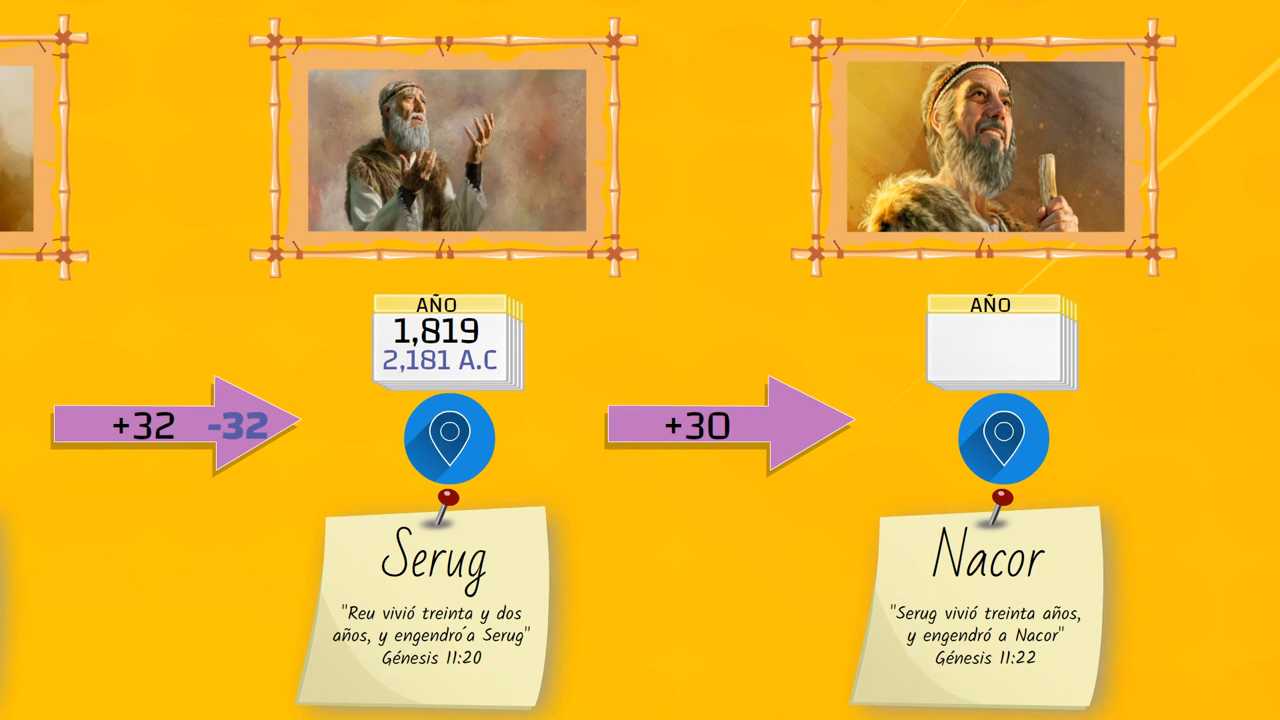 AÑO
1,819
2,181 A.C
AÑO
+32 -32
+30
Serug
"Reu vivió treinta y dos
años, y engendró a Serug"
Génesis 11:20
Nacor
"Serug vivió treinta años,
y engendró a Nacor"
Génesis 11:22